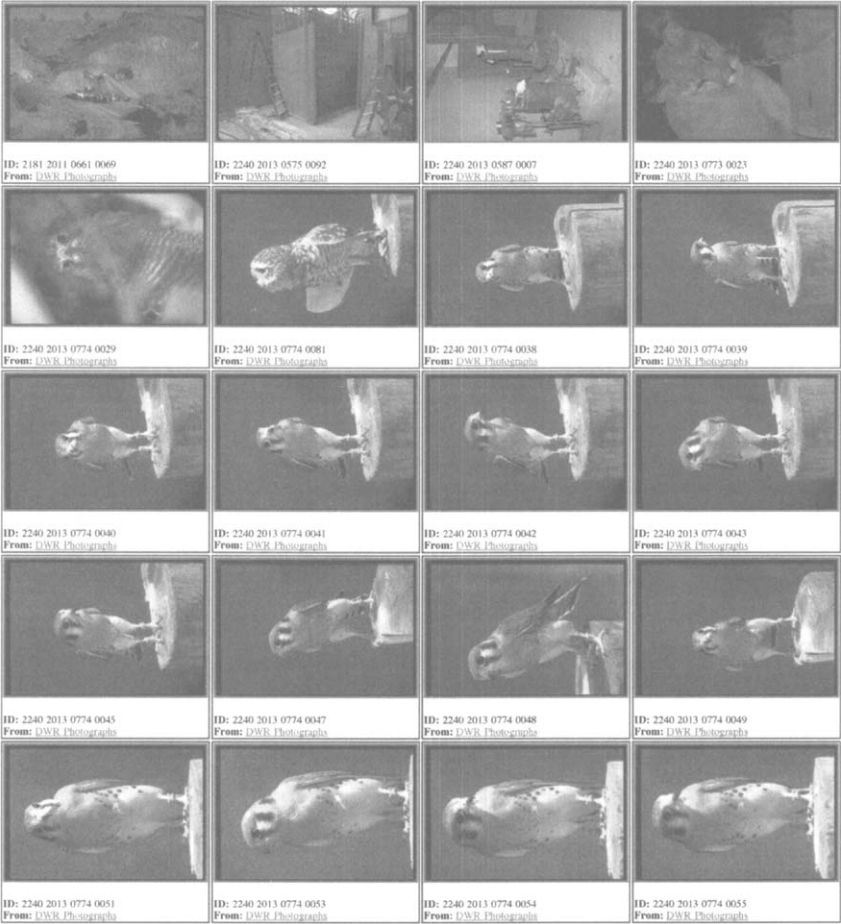 ID: 2181 2011 0661 0069
From: DWR Photographs
ID: 2240 2013 0575 0092
From: DWR Photographs
ID: 2240 2013 0587 0007
From: DWR Photographs
ID: 2240 2013 0773 0023
From: DWR Photographs
ID: 2240 2013 0774 0029
From: DWR Photographs
ID: 2240 2013 0774 0081
From: DWR Photographs
ID: 2240 2013 0774 0038
From: DWR Photographs
ID: 2240 2013 0774 0039
From: DWR Photographs
ID: 2240 2013 0774 0040
From: DWR Photographs
ID: 2240 2013 0774 0041
From: DWR Photographs
ID: 2240 2013 0774 0042
From: DWR Photographs
ID: 2240 2013 0774 0043
From: DWR Photographs
ID: 2240 2013 0774 0045
From: DWR Photographs
ID: 2240 2013 0774 0047
From: DWR Photographs
ID: 2240 2013 0774 0048
From: DWR Photographs
ID: 2240 2013 0774 0049
From: DWR Photographs
ID: 2240 2013 0774 0051
From: DWR Photographs
ID: 2240 2013 0774 0053
From: DWR Photographs
ID: 2240 2013 0774 0054
From: DWR Photographs
ID: 2240 2013 0774 0055
From: DWR Photographs